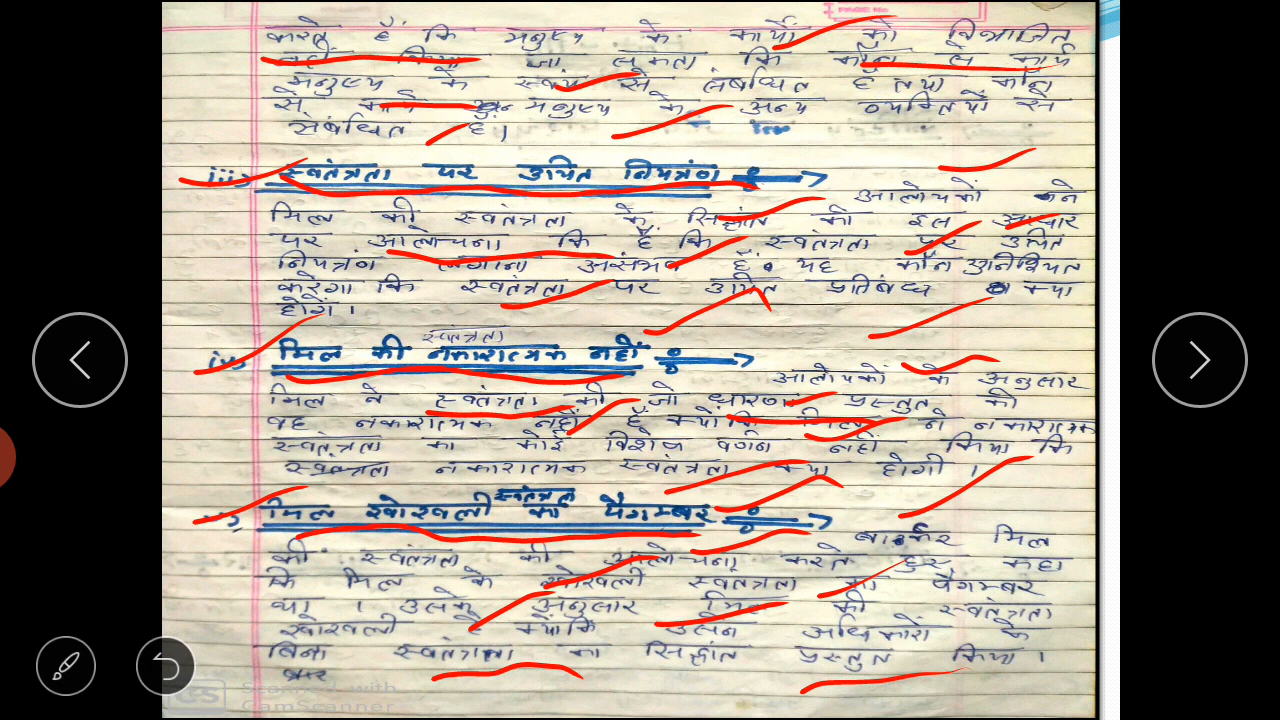 करते हैं कि मनुष्य के कार्यों को विभाजित
नहीं किया जा सकता कि कौन से कार्य
मनुष्य के स्वयं से संबंधित है तथा कौन
से कार्य मनुष्य के अन्य व्यक्तियों से
संबंधित है।
iii) स्वतंत्रता पर उचित नियंत्रण
आलोचकों ने
मिल की स्वतंत्रता के सिद्धांत की इस आधार
पर आलोचना कि है कि स्वतंत्रता पर उचित
नियंत्रण लगाना असंभव है। यह कौन सुनिश्चित
करेगा कि स्वतंत्रता पर उचित प्रतिबंध क्या
होगें।
iv) मिल की नकारात्मक स्वतंत्रता नहीं
आलोचकों के अनुसार
मिल ने स्वतंत्रता की जो धारणा प्रस्तुत की
वह नकारात्मक नहीं है क्योंकि मिल ने नकारात्मक
स्वतंत्रता का कोई विशेष वर्णन नहीं किया कि
स्वतंत्रता नकारात्मक स्वतंत्रता क्या होगी।
v) मिल खोखली स्वतंत्रता का पैगम्बर
बार्कर मिल
की स्वतंत्रता की आलोचना करते हुए कहा
कि मिल के खोखली स्वतंत्रता का पैगम्बर
था। उसके अनुसार मिल की स्वतंत्रता
खोखली है क्योंकि उसने अधिकारों के
बिना स्वतंत्रता का सिद्धांत प्रस्तुत किया।
CS Scanned with
CamScanner